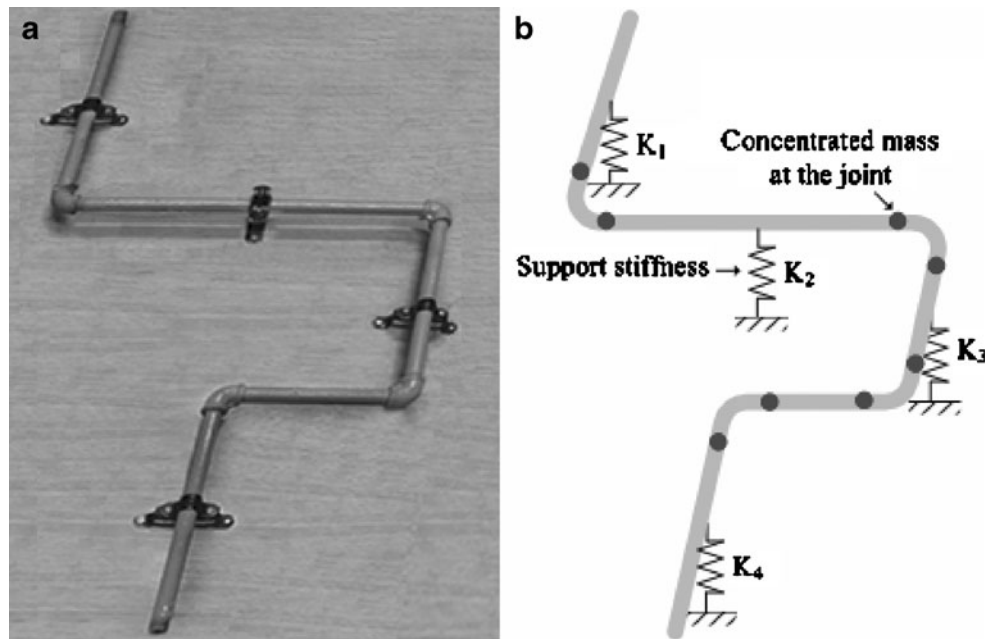 a
b
K1
Concentrated mass
at the joint
Support stiffness
K2
K3
K4